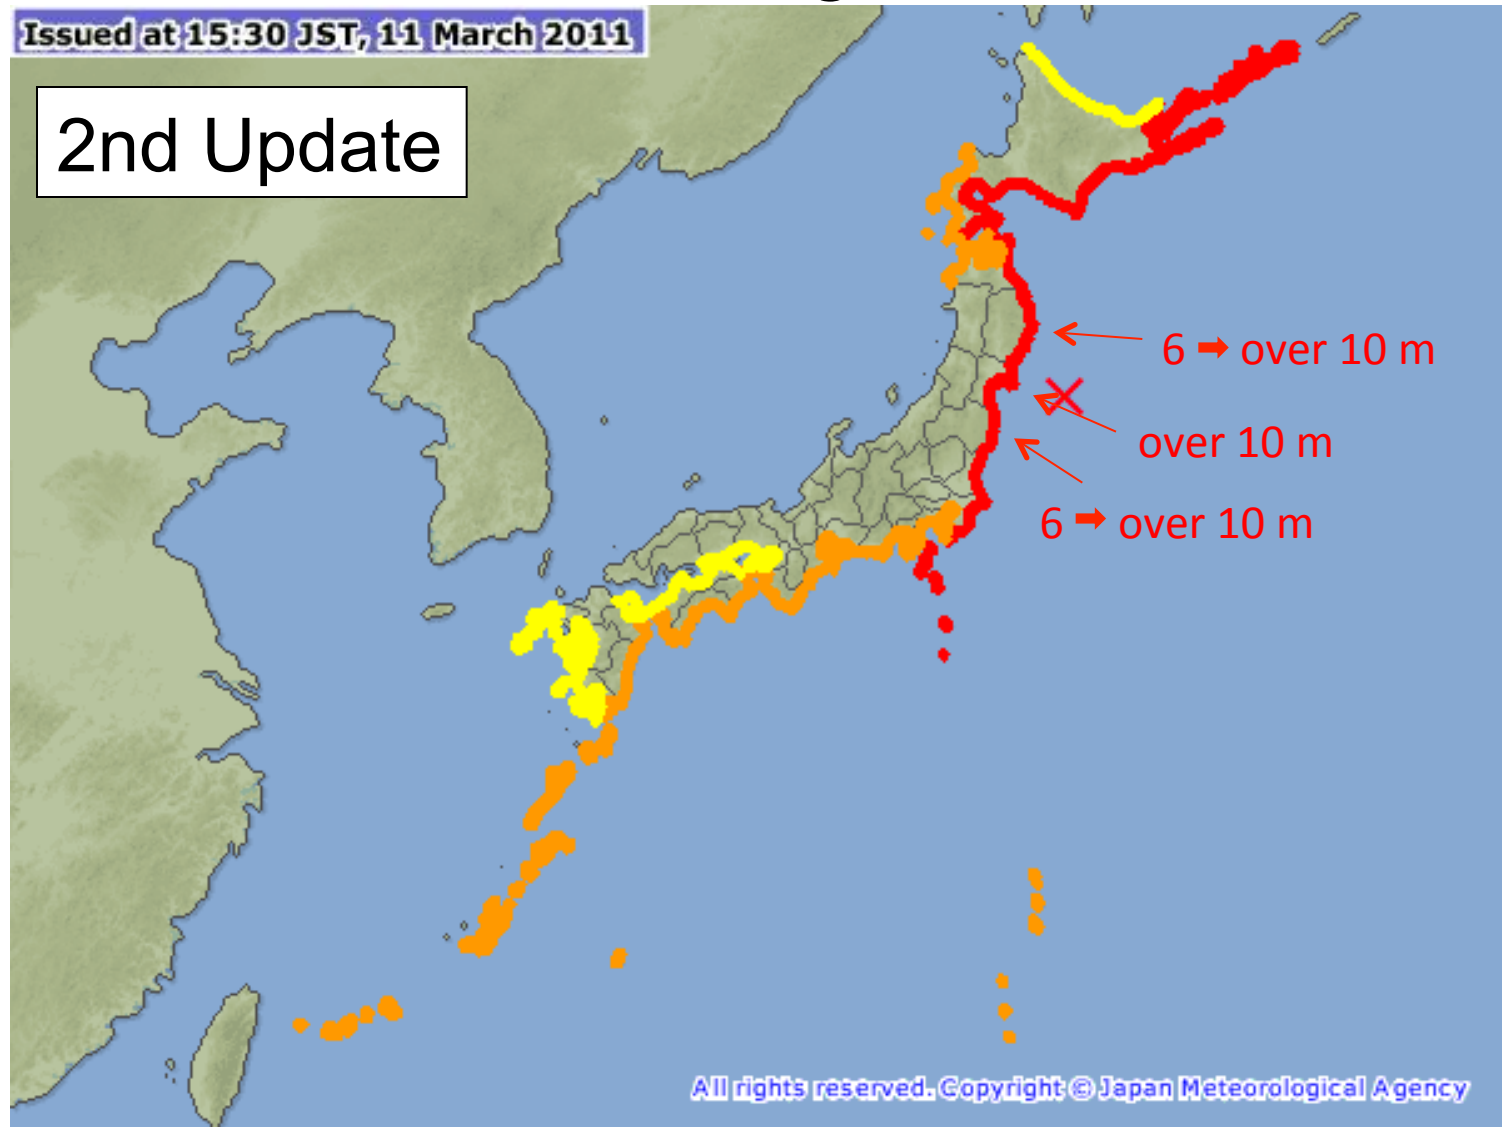 Issued at 15:30 JST, 11 March 2011
2nd Update
6 ➡ over 10 m
over 10 m
6 ➡ over 10 m
All rights reserved. Copyright © Japan Meteorological Agency